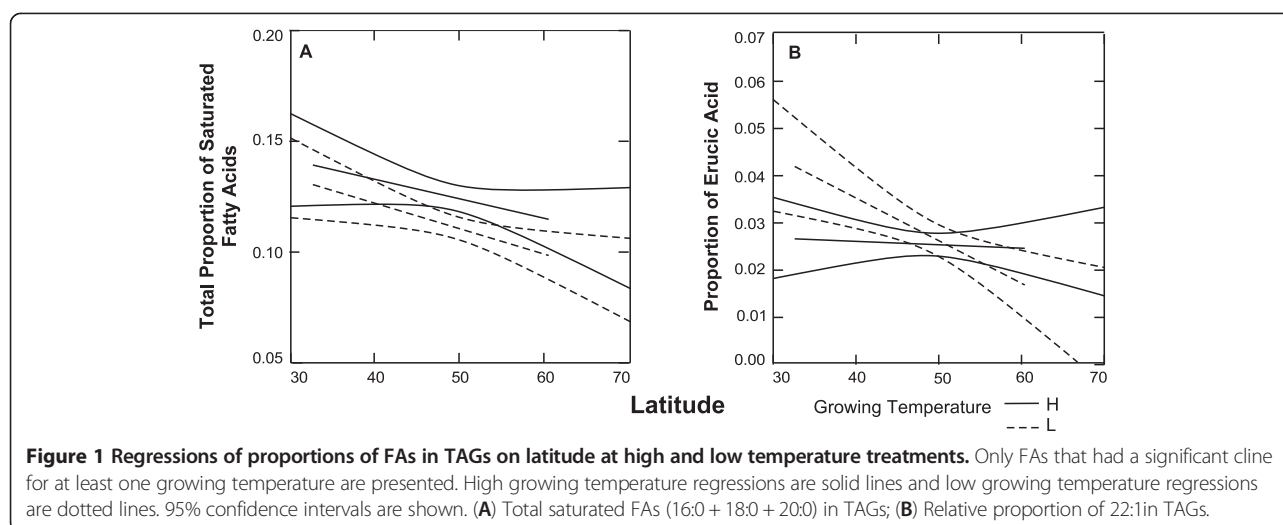 A
Total Proportion of Saturated
Fatty Acids
0.20
0.15
0.10
0.05
30 40 50 60 70
B
Proportion of Erucic Acid
0.07
0.06
0.05
0.04
0.03
0.02
0.01
0.00
30 40 50 60 70
Latitude
Growing Temperature
H
L
Figure 1 Regressions of proportions of FAs in TAGs on latitude at high and low temperature treatments. Only FAs that had a significant cline
for at least one growing temperature are presented. High growing temperature regressions are solid lines and low growing temperature regressions
are dotted lines. 95% confidence intervals are shown. (A) Total saturated FAs (16:0 + 18:0 + 20:0) in TAGs; (B) Relative proportion of 22:1in TAGs.